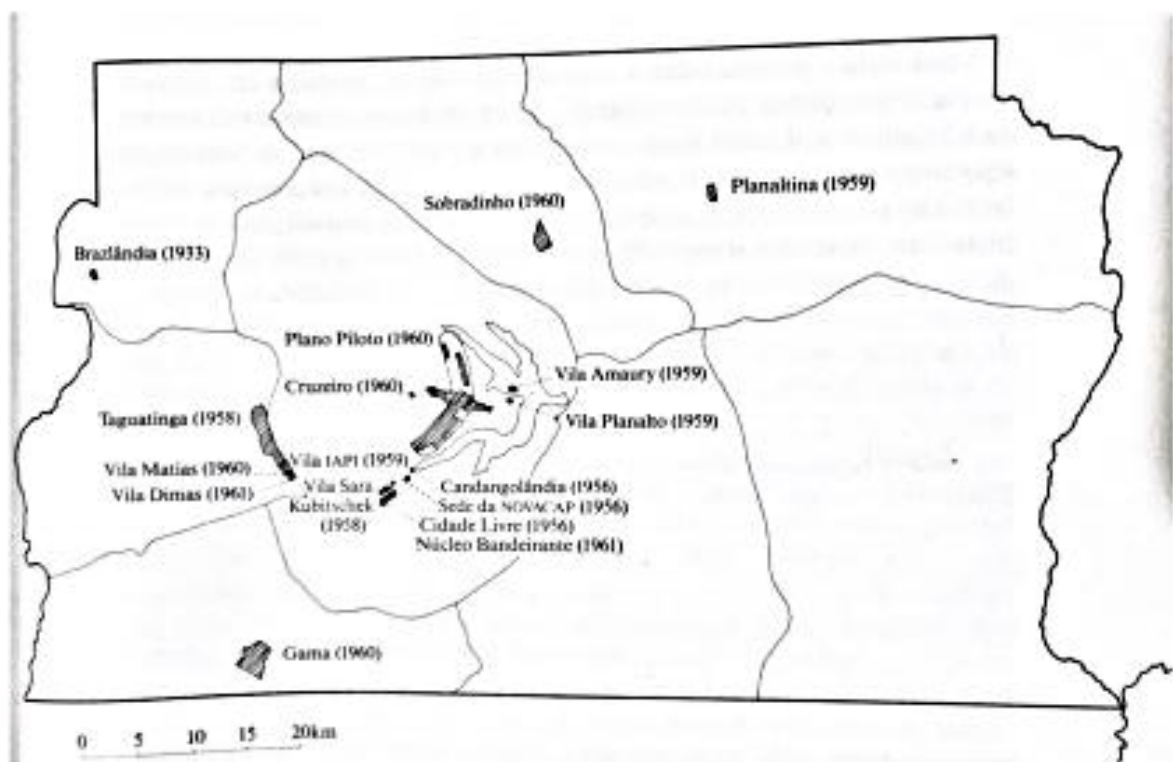 Planaltina (1959)
Sobradinho (1960)
Brazlândia (1933)
Plano Piloto (1960)
Vila Amaury (1959)
Cruzeiro (1960)
Taguatinga (1958)
Vila Planalto (1959)
Vila IAPI (1959)
Vila Matias (1960)
Vila Dimas (1961)
Vila Sara
Kubitschek
(1958)
Candangolândia (1956)
Sede da NOVACAP (1956)
Cidade Livre (1956)
Núcleo Bandeirante (1961)
Gama (1960)
0 5 10 15 20km